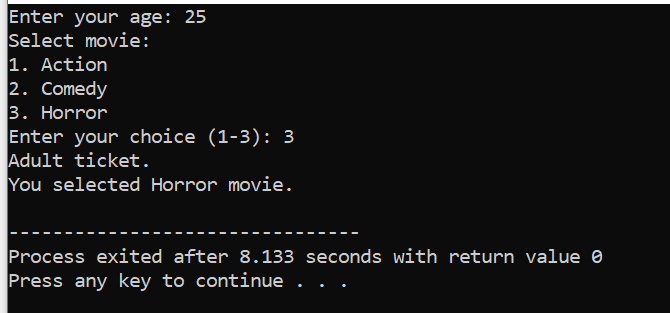 Enter your age: 25
Select movie:
1. Action
2. Comedy
3. Horror
Enter your choice (1-3): 3
Adult ticket.
You selected Horror movie.

--------------------------------
Process exited after 8.133 seconds with return value 0
Press any key to continue . . .